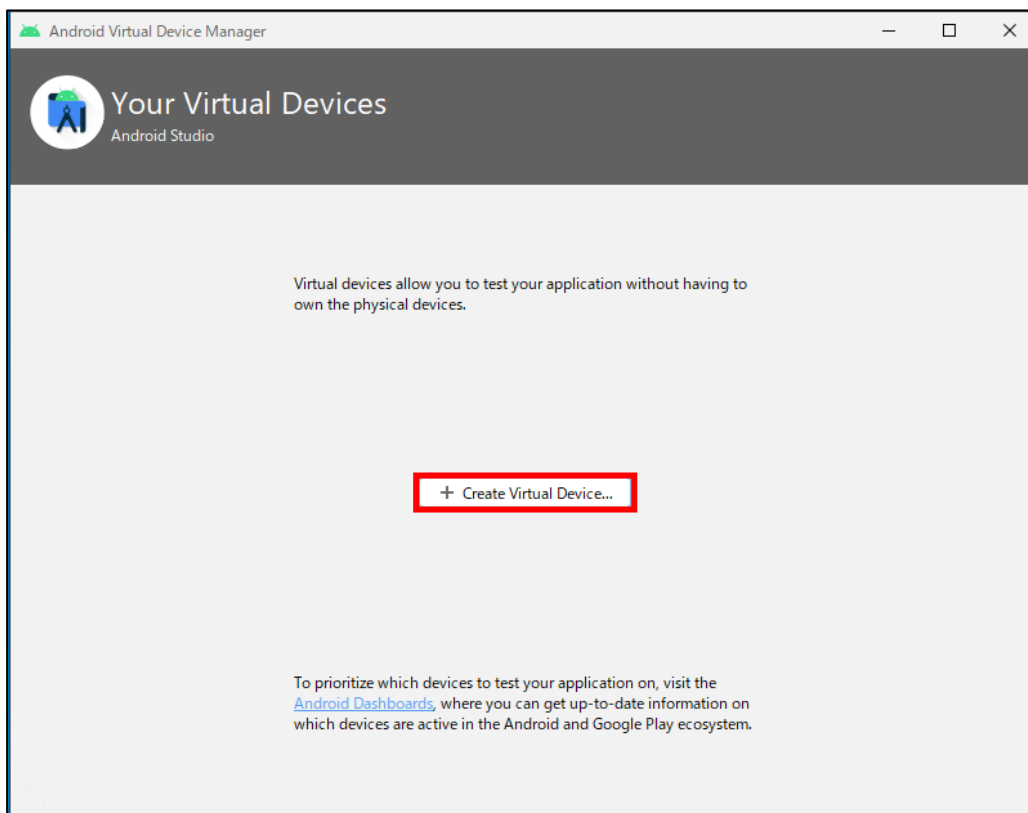 Android Virtual Device Manager
Your Virtual Devices
Android Studio
Virtual devices allow you to test your application without having to
own the physical devices.
+ Create Virtual Device...
To prioritize which devices to test your application on, visit the
Android Dashboards, where you can get up-to-date information on
which devices are active in the Android and Google Play ecosystem.